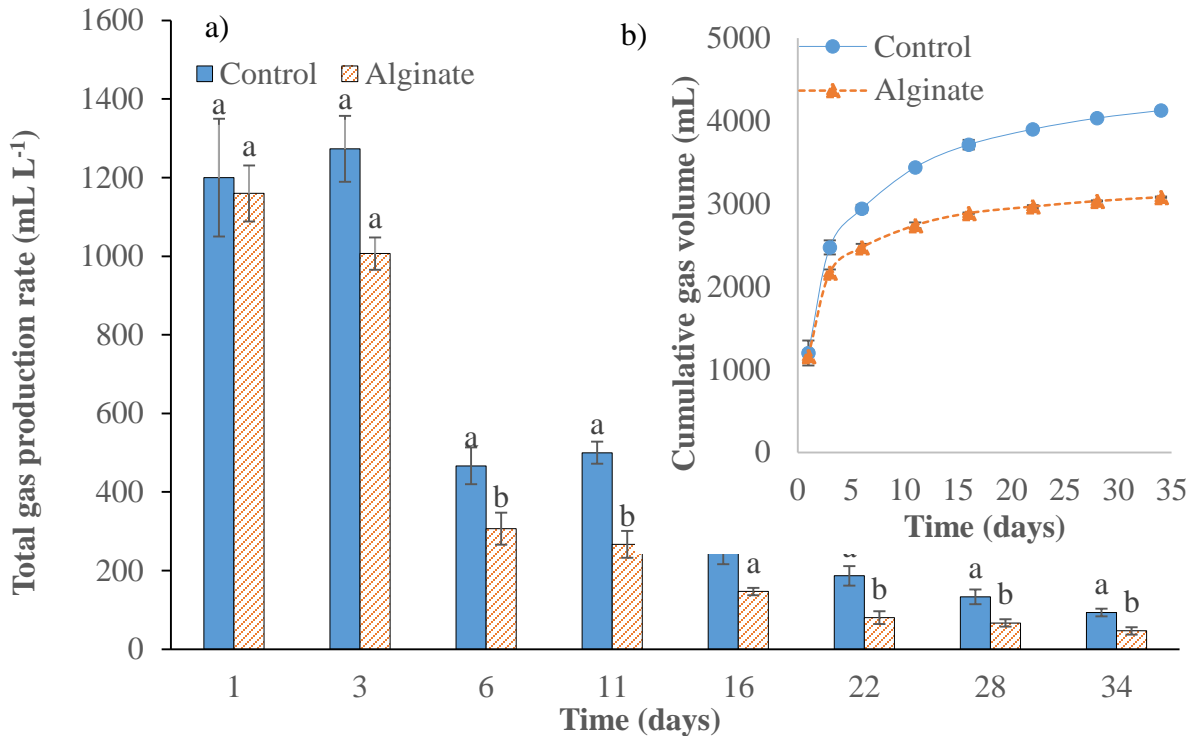 a)
Control Alginate
Total gas production rate (mL L-1)
1600
1400
1200
1000
800
600
400
200
0
a a
a a
a b
a b
a
a b
a b
a b
1 3 6 11 16 22 28 34
Time (days)
b)
Control
Alginate
Cumulative gas volume (mL)
5000
4000
3000
2000
1000
0
0 5 10 15 20 25 30 35
Time (days)